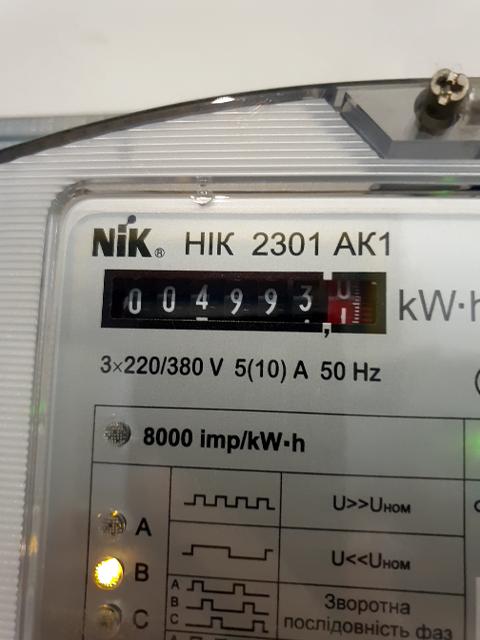 NiK® НІК 2301 АК1
004993 kW·h
3×220/380 V 5(10) A 50 Hz
8000 imp/kW·h
A
U>>Uном
B
U<<Uном
C
A
B
C
Зворотна
послідовність фаз